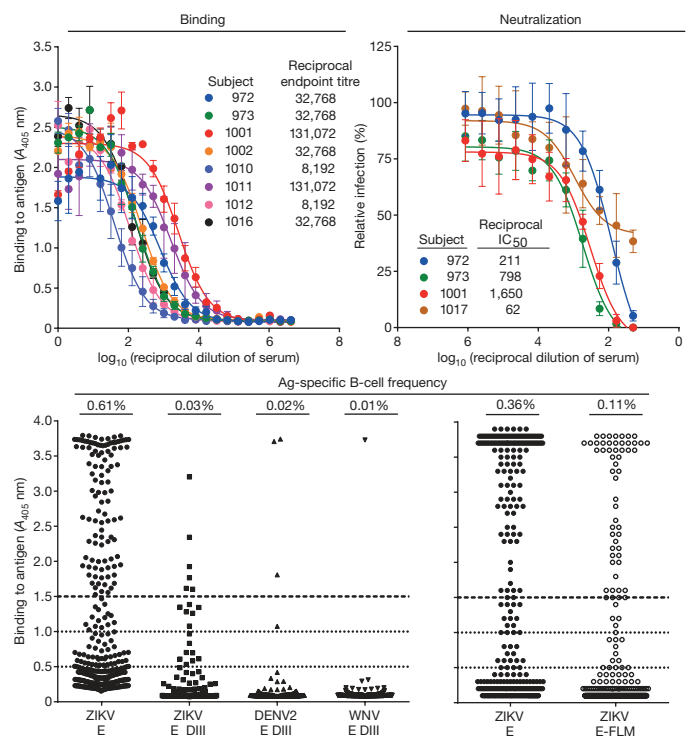 Binding
Neutralization
3.5
3.0
2.5
2.0
1.5
1.0
0.5
0
Binding to antigen (A405 nm)
Subject
Reciprocal
endpoint titre
972 32,768
973 32,768
1001 131,072
1002 32,768
1010 8,192
1011 131,072
1012 8,192
1016 32,768
0 2 4 6 8
log10 (reciprocal dilution of serum)
125
100
75
50
25
0
Relative infection (%)
Subject
Reciprocal
IC50
972 211
973 798
1001 1,650
1017 62
8 6 4 2 0
log10 (reciprocal dilution of serum)
Ag-specific B-cell frequency
0.61% 0.03% 0.02% 0.01% 0.36% 0.11%
4.0
3.5
3.0
2.5
2.0
1.5
1.0
0.5
0
Binding to antigen (A405 nm)
ZIKV
E
ZIKV
E DIII
DENV2
E DIII
WNV
E DIII
ZIKV
E
ZIKV
E-FLM